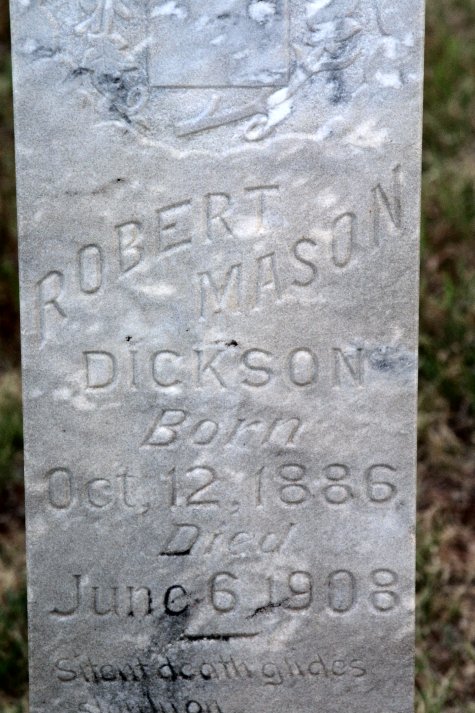 ROBERT
MASON
DICKSON
Born
Oct, 12, 1886
Died
June 6 1908
Silent death glides